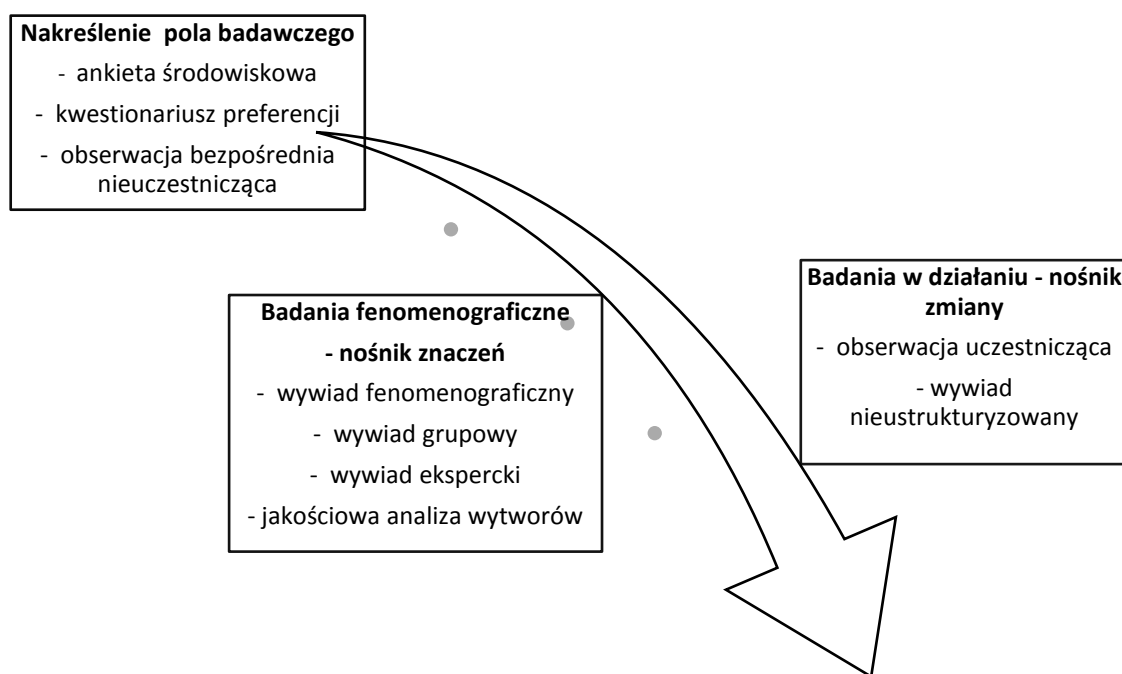 Nakreślenie pola badawczego
- ankieta środowiskowa
- kwestionariusz preferencji
- obserwacja bezpośrednia
nieuczestnicząca
Badania fenomenograficzne
- nośnik znaczeń
- wywiad fenomenograficzny
- wywiad grupowy
- wywiad ekspercki
- jakościowa analiza wytworów
Badania w działaniu - nośnik
zmiany
- obserwacja uczestnicząca
- wywiad
nieustrukturyzowany